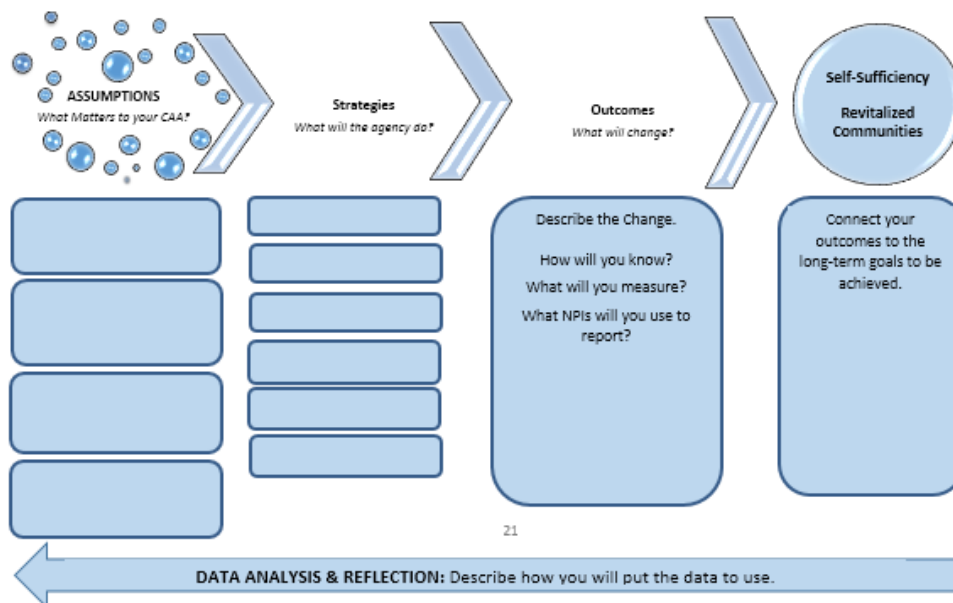 ASSUMPTIONS
What Matters to your CAA?
Strategies
What will the agency do?
Outcomes
What will change?
Self-Sufficiency
Revitalized
Communities
Describe the Change.
How will you know?
What will you measure?
What NPIs will you use to
report?
Connect your
outcomes to the
long-term goals to be
achieved.
21
DATA ANALYSIS & REFLECTION: Describe how you will put the data to use.